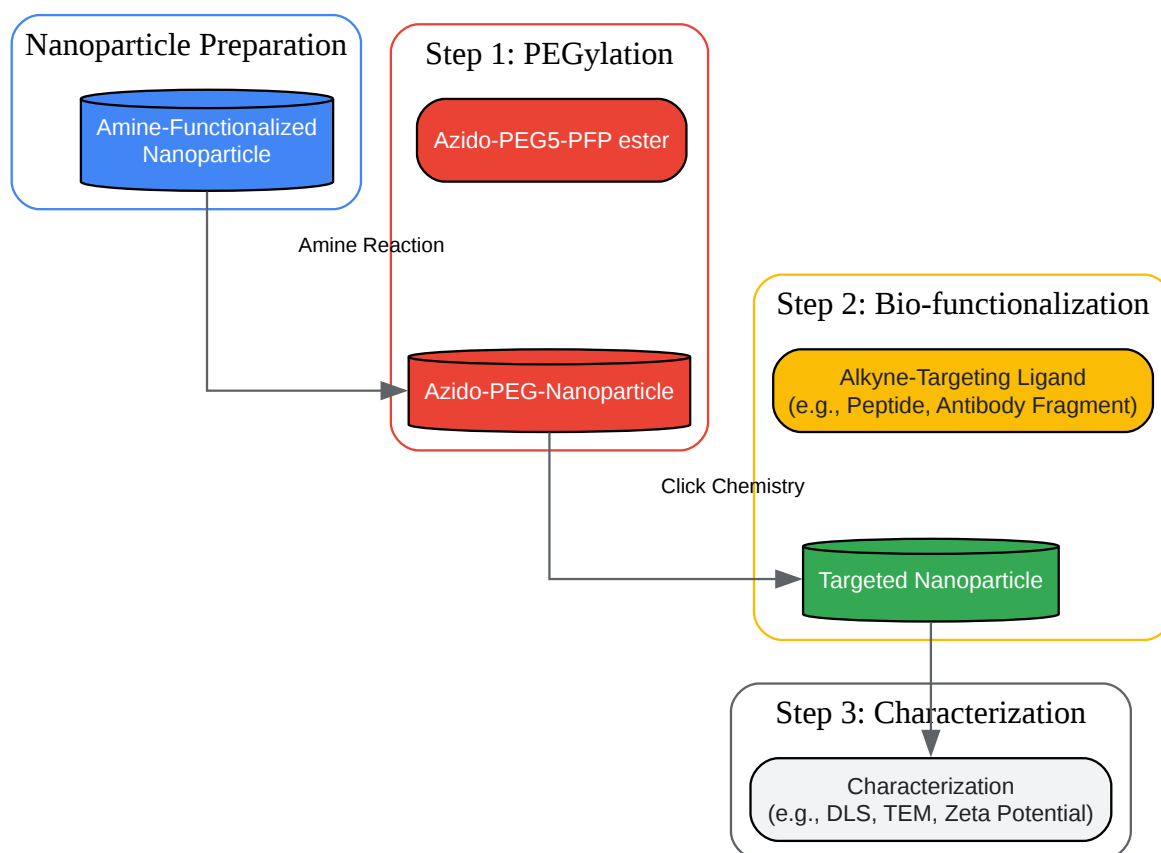 Nanoparticle Preparation
Amine-Functionalized
Nanoparticle
Step 1: PEGylation
Azido-PEG5-PFP ester
Amine Reaction
Azido-PEG-Nanoparticle
Step 2: Bio-functionalization
Alkyne-Targeting Ligand
(e.g., Peptide, Antibody Fragment)
Click Chemistry
Targeted Nanoparticle
Step 3: Characterization
Characterization
(e.g., DLS, TEM, Zeta Potential)